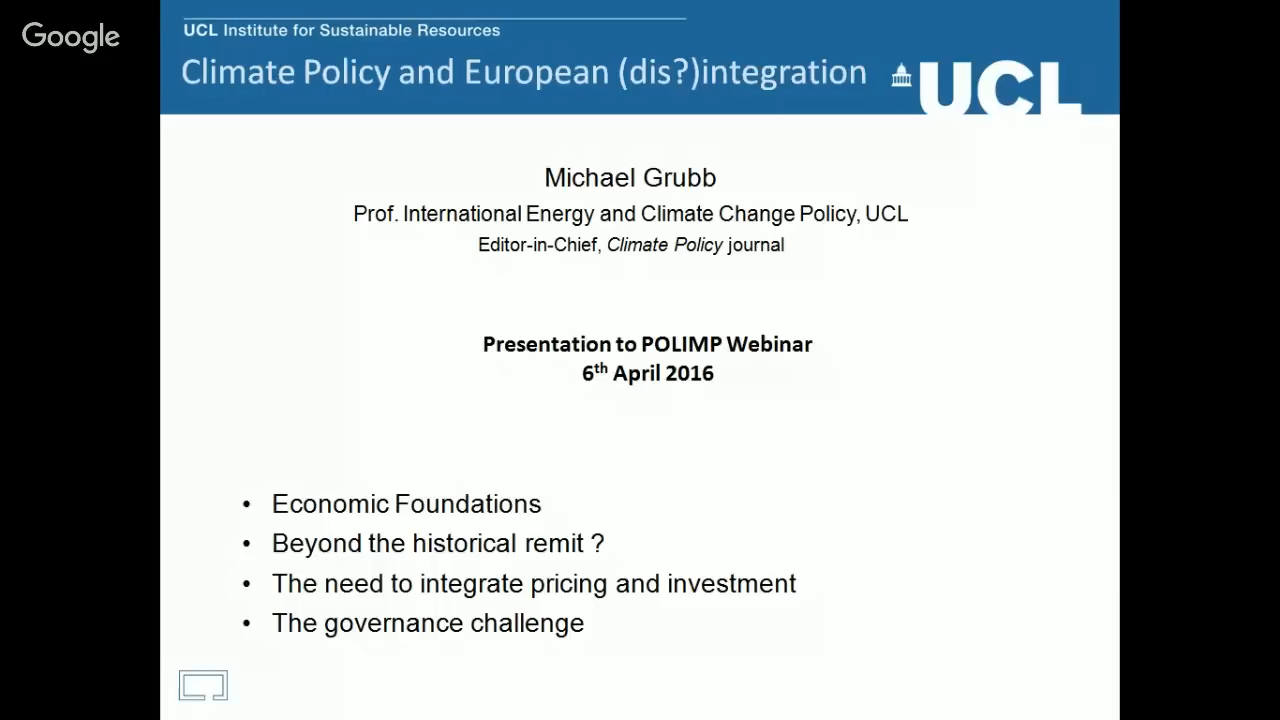 Google
UCL Institute for Sustainable Resources
Climate Policy and European (dis?)integration
UCL
Michael Grubb
Prof. International Energy and Climate Change Policy, UCL
Editor-in-Chief, Climate Policy journal
Presentation to POLIMP Webinar
6th April 2016
• Economic Foundations
• Beyond the historical remit ?
• The need to integrate pricing and investment
• The governance challenge